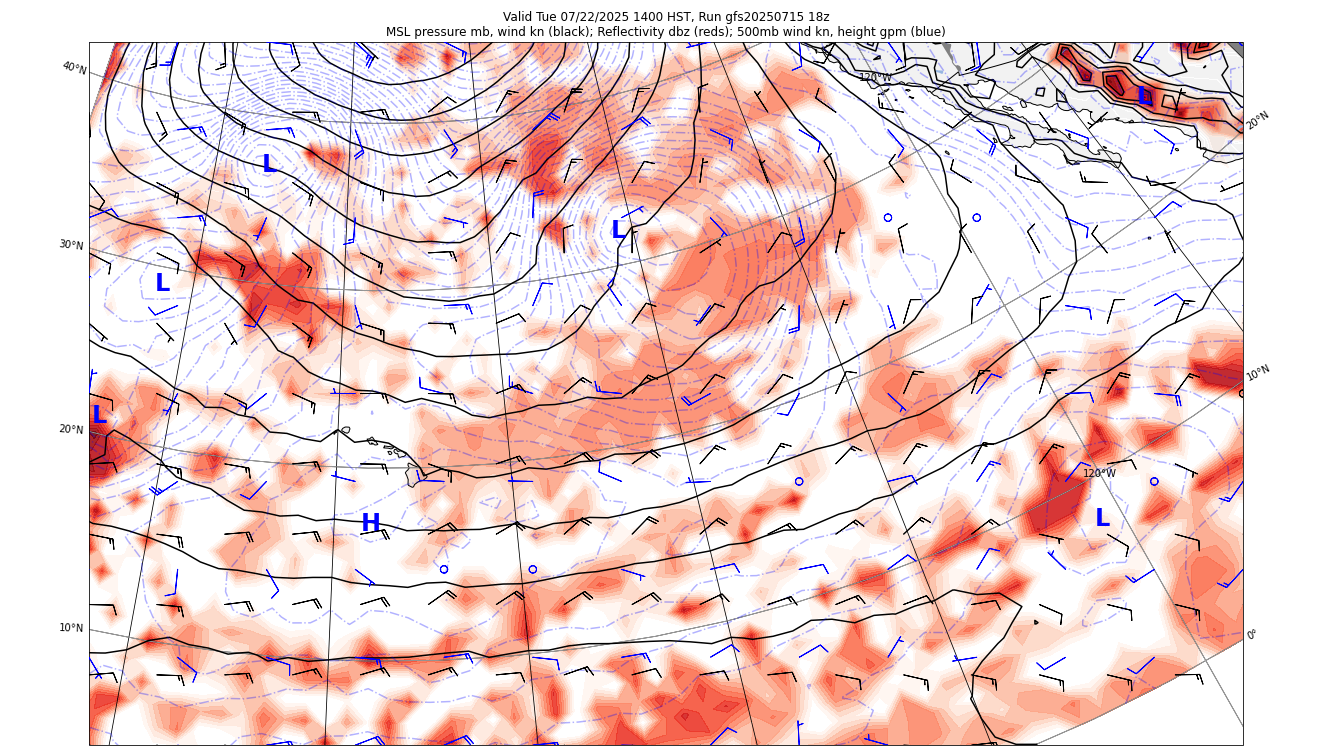 Valid Tue 07/22/2025 1400 HST, Run gfs20250715 18z
MSL pressure mb, wind kn (black); Reflectivity dbz (reds); 500mb wind kn, height gpm (blue)
40°N
120°W
L
20°N
L
L
30°N
L
10°N
L
20°N
120°W
H
L
10°N
0°